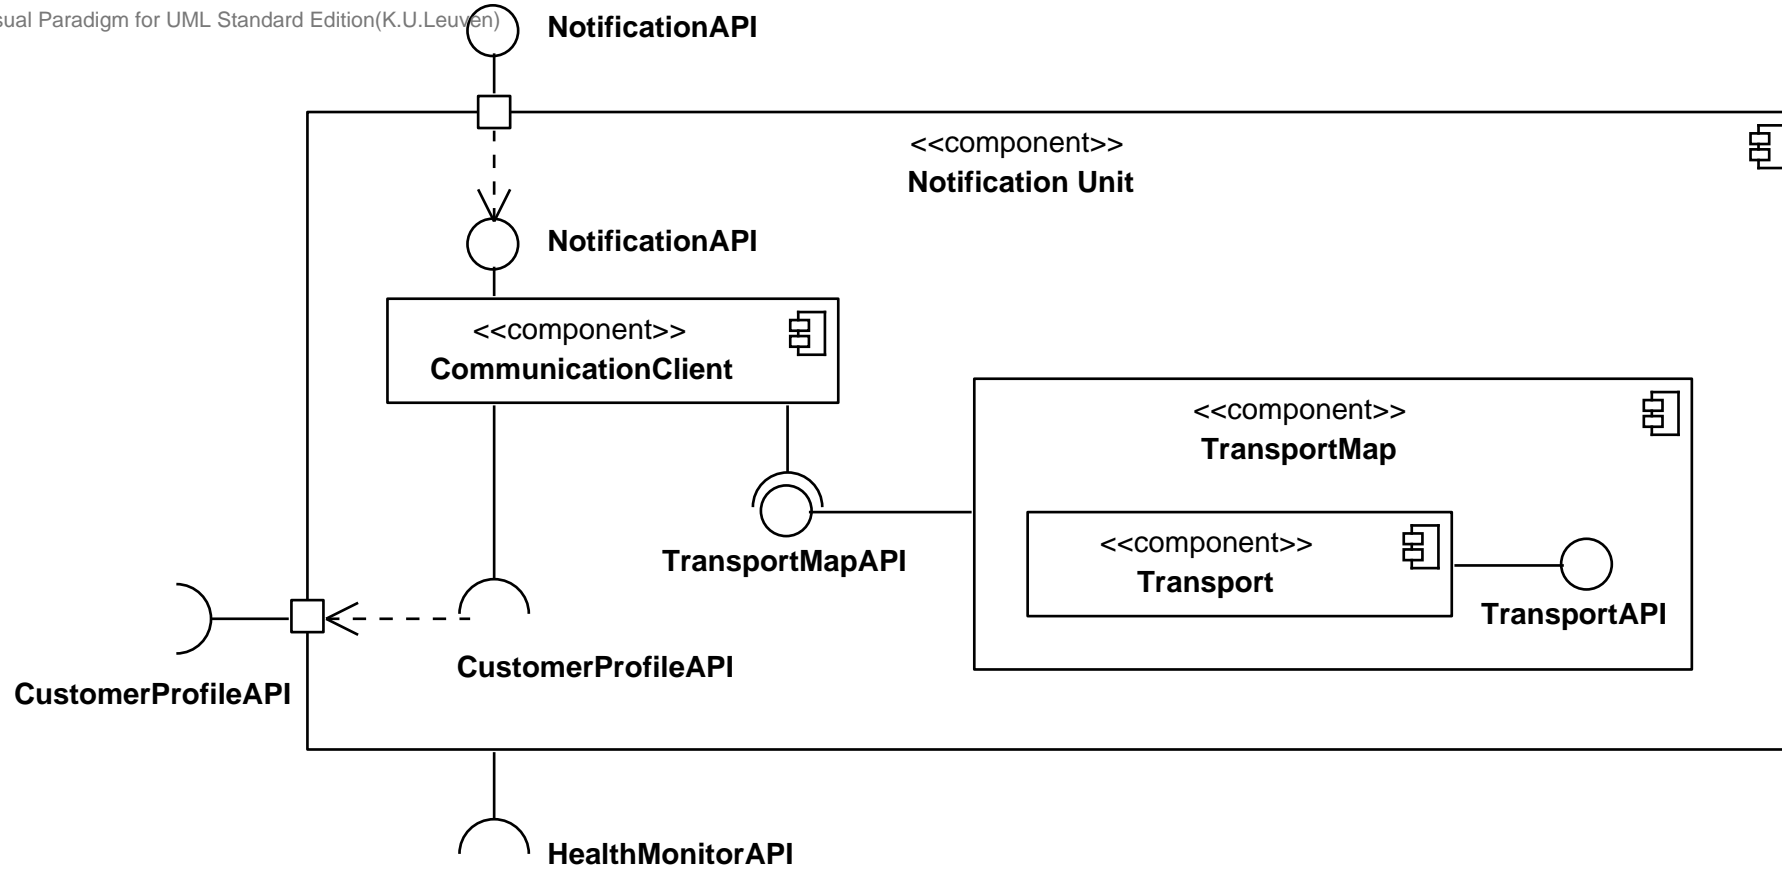 sual Paradigm for UML Standard Edition(K.U.Leuven)
NotificationAPI
<<component>>
Notification Unit
NotificationAPI
<<component>>
CommunicationClient
<<component>>
TransportMap
TransportMapAPI
<<component>>
Transport
TransportAPI
CustomerProfileAPI
CustomerProfileAPI
HealthMonitorAPI